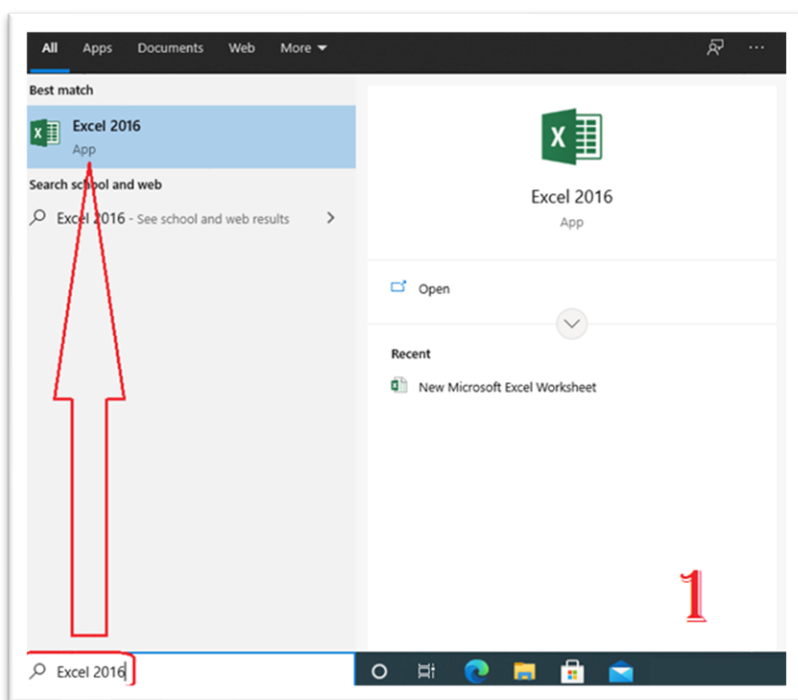 All Apps Documents Web More
Best match
Excel 2016
App
Search school and web
Excel 2016 - See school and web results
Excel 2016
App
Open
Recent
New Microsoft Excel Worksheet
1
Excel 2016